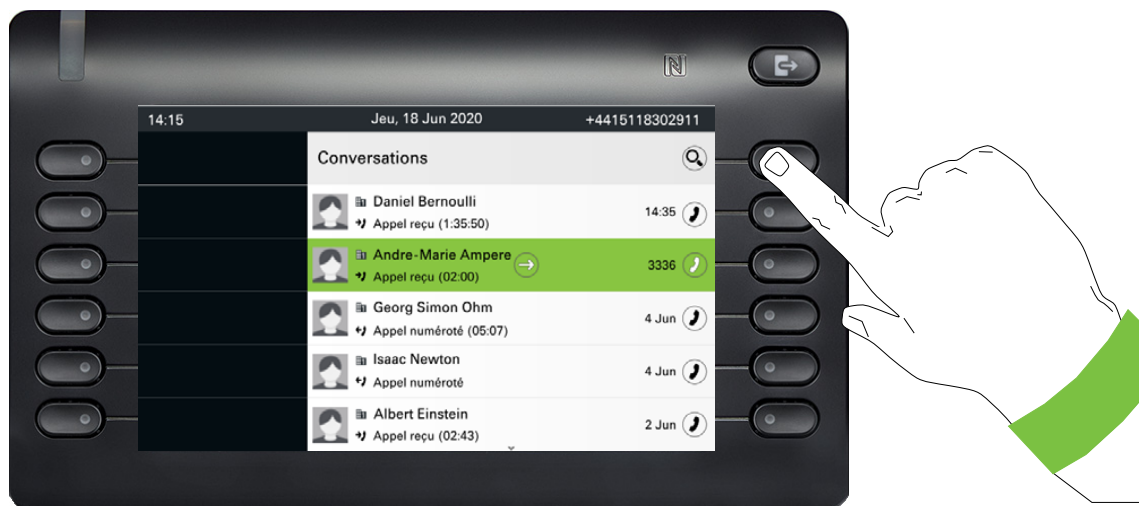 14:15 Jeu, 18 Jun 2020 +4415118302911
Conversations
Daniel Bernoulli
Appel reçu (1:35:50) 14:35
Andre-Marie Ampere
Appel reçu (02:00) 3336
Georg Simon Ohm
Appel numéroté (05:07) 4 Jun
Isaac Newton
Appel numéroté 4 Jun
Albert Einstein
Appel reçu (02:43) 2 Jun